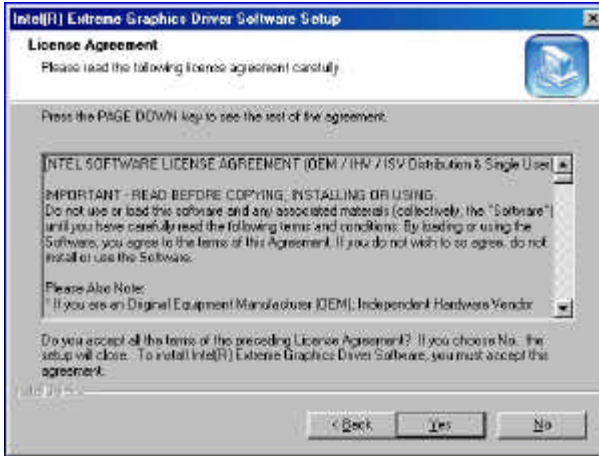 Intel(R) Extreme Graphics Driver Software Setup
License Agreement
Please read the following license agreement carefully.
Press the PAGE DOWN key to see the rest of the agreement.
INTEL SOFTWARE LICENSE AGREEMENT (OEM / IHV / ISV Distribution & Single User)
IMPORTANT - READ BEFORE COPYING, INSTALLING OR USING.
Do not use or load this software and any associated materials (collectively, the "Software")
until you have carefully read the following terms and conditions. By loading or using the
Software, you agree to the terms of this Agreement. If you do not wish to so agree, do not
install or use the Software.
Please Also Note:
* If you are an Original Equipment Manufacturer (OEM), Independent Hardware Vendor
Do you accept all the terms of the preceding License Agreement? If you choose No, the
setup will close. To install Intel(R) Extreme Graphics Driver Software, you must accept this
agreement.
< Back
Yes
No